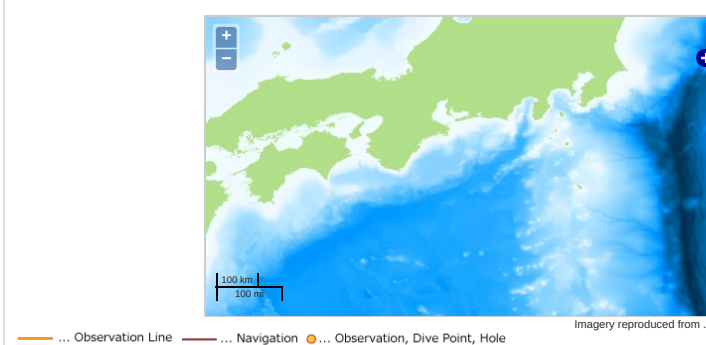 +
−
100 km
100 mi
Imagery reproduced from .
... Observation Line ... Navigation ... Observation, Dive Point, Hole